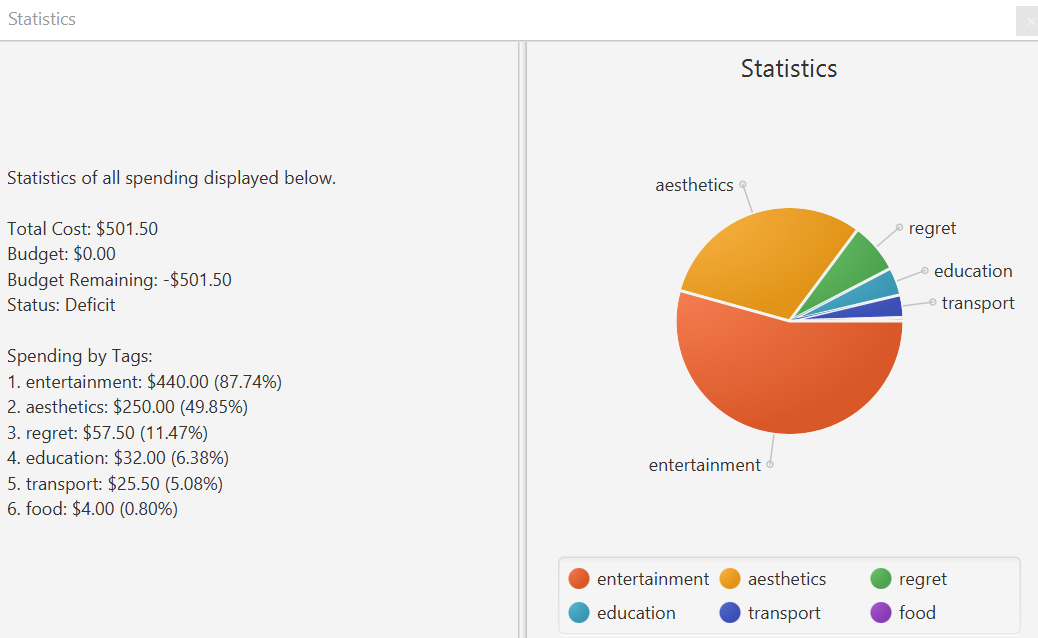 Statistics
Statistics of all spending displayed below.
Total Cost: $501.50
Budget: $0.00
Budget Remaining: -$501.50
Status: Deficit
Spending by Tags:
1. entertainment: $440.00 (87.74%)
2. aesthetics: $250.00 (49.85%)
3. regret: $57.50 (11.47%)
4. education: $32.00 (6.38%)
5. transport: $25.50 (5.08%)
6. food: $4.00 (0.80%)
Statistics
aesthetics
regret
education
transport
entertainment
entertainment aesthetics regret
education transport food